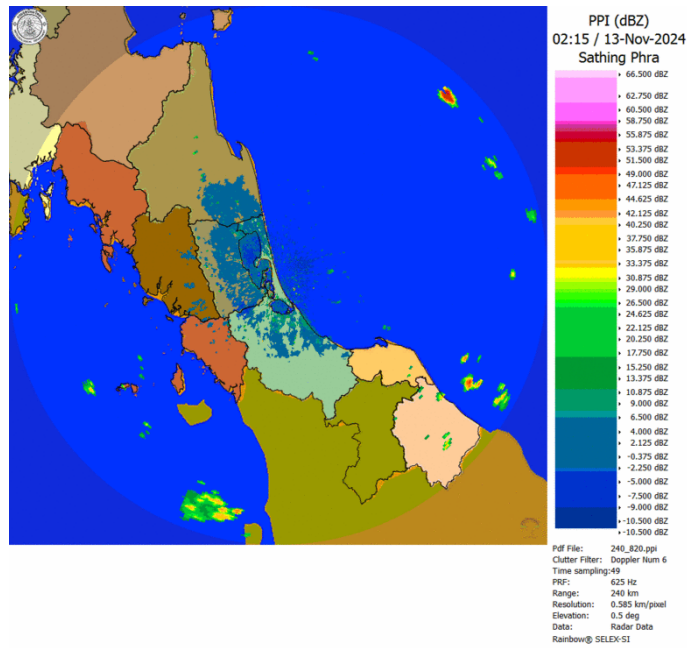 PPI (dBZ)
02:15 / 13-Nov-2024
Sathing Phra
66.500 dBZ
62.750 dBZ
60.500 dBZ
58.750 dBZ
55.875 dBZ
53.375 dBZ
51.500 dBZ
49.000 dBZ
47.125 dBZ
44.625 dBZ
42.125 dBZ
40.250 dBZ
37.750 dBZ
35.875 dBZ
33.375 dBZ
30.875 dBZ
29.000 dBZ
26.500 dBZ
24.625 dBZ
22.125 dBZ
20.250 dBZ
17.750 dBZ
15.250 dBZ
13.375 dBZ
10.875 dBZ
9.000 dBZ
6.500 dBZ
4.000 dBZ
2.125 dBZ
-0.375 dBZ
-2.250 dBZ
-5.000 dBZ
-7.500 dBZ
-9.000 dBZ
-10.500 dBZ
-10.500 dBZ
Pdf File: 240_820.ppi
Clutter Filter: Doppler Num 6
Time sampling:49
PRF: 625 Hz
Range: 240 km
Resolution: 0.585 km/pixel
Elevation: 0.5 deg
Data: Radar Data
Rainbow® SELEX-SI